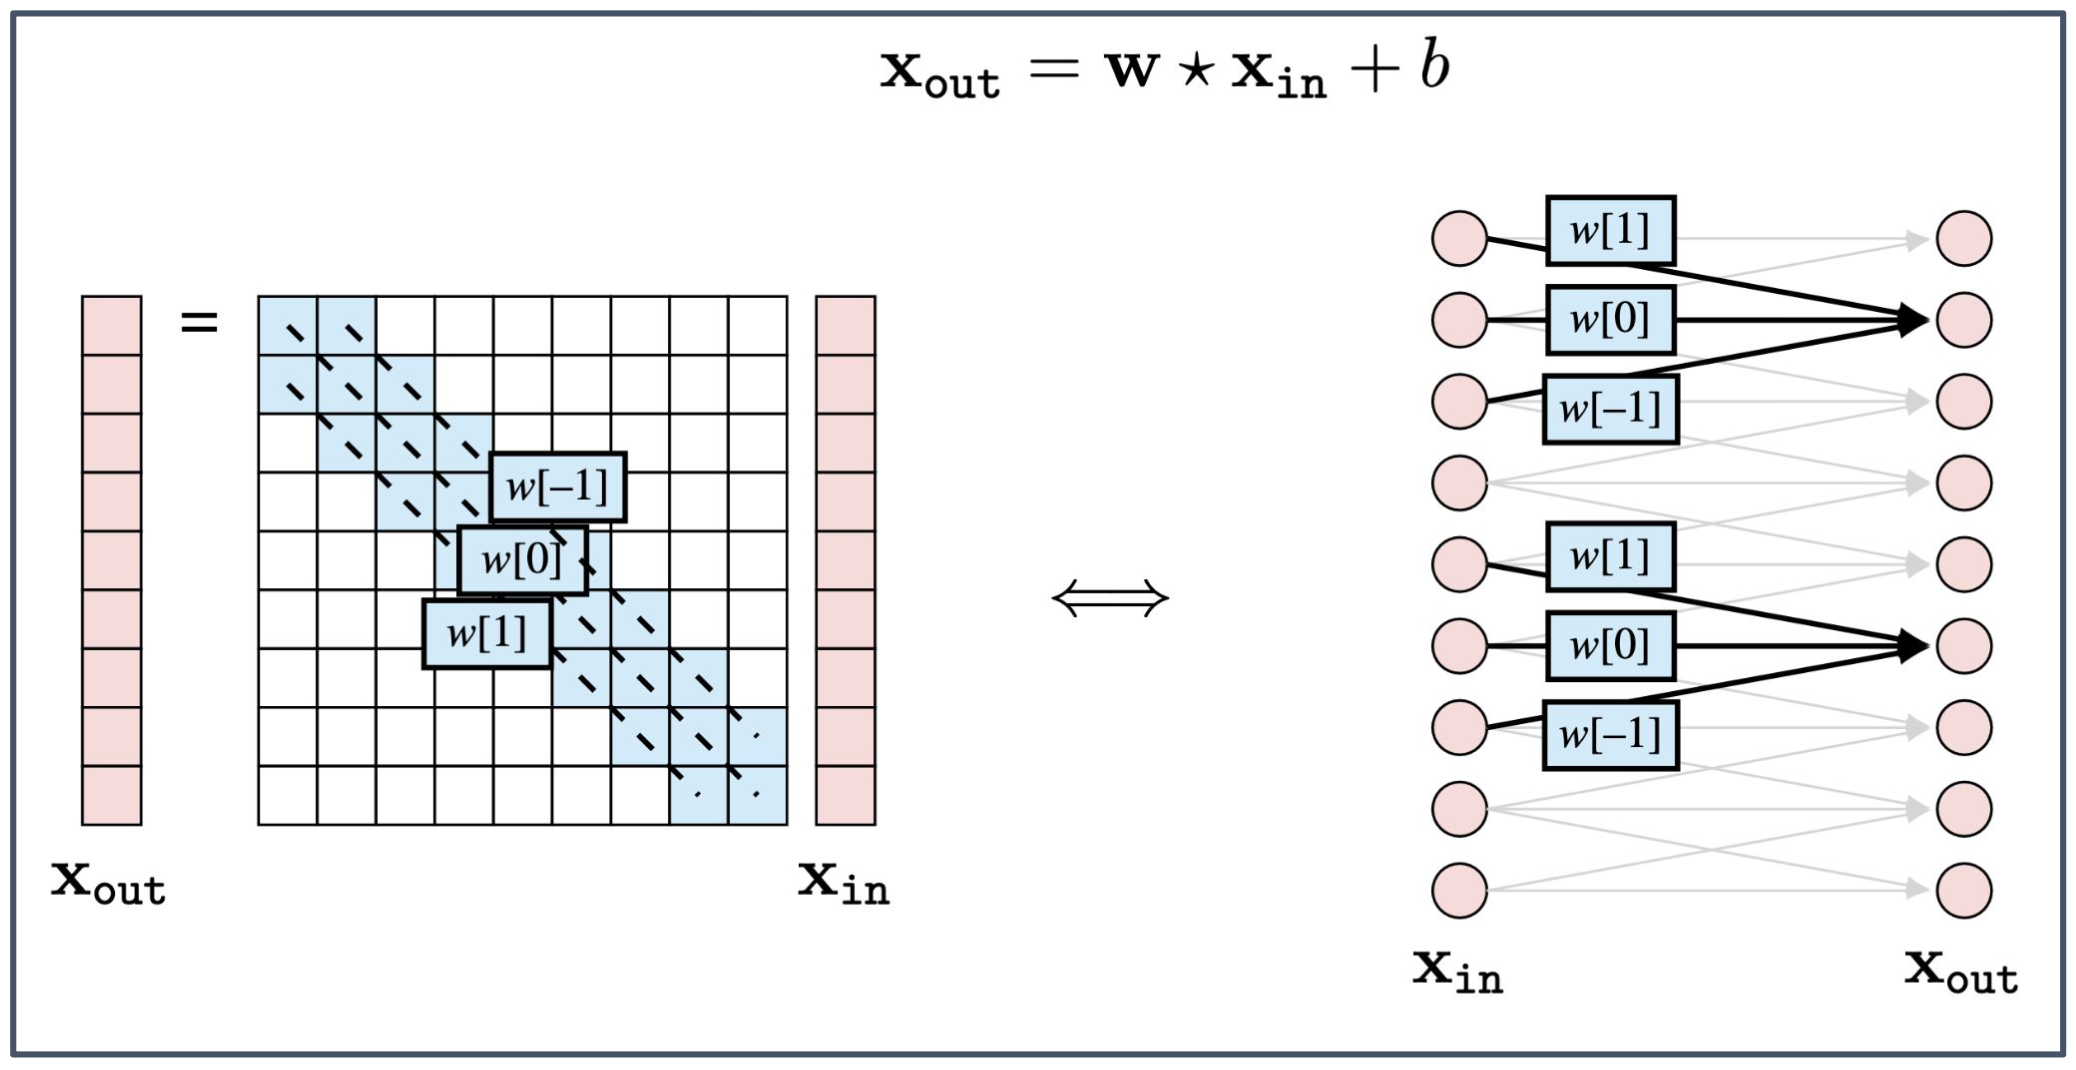 x_out = w ⋆ x_in + b
=
w[–1]
w[0]
w[1]
x_out
x_in
⟺
w[1]
w[0]
w[–1]
w[1]
w[0]
w[–1]
x_in
x_out